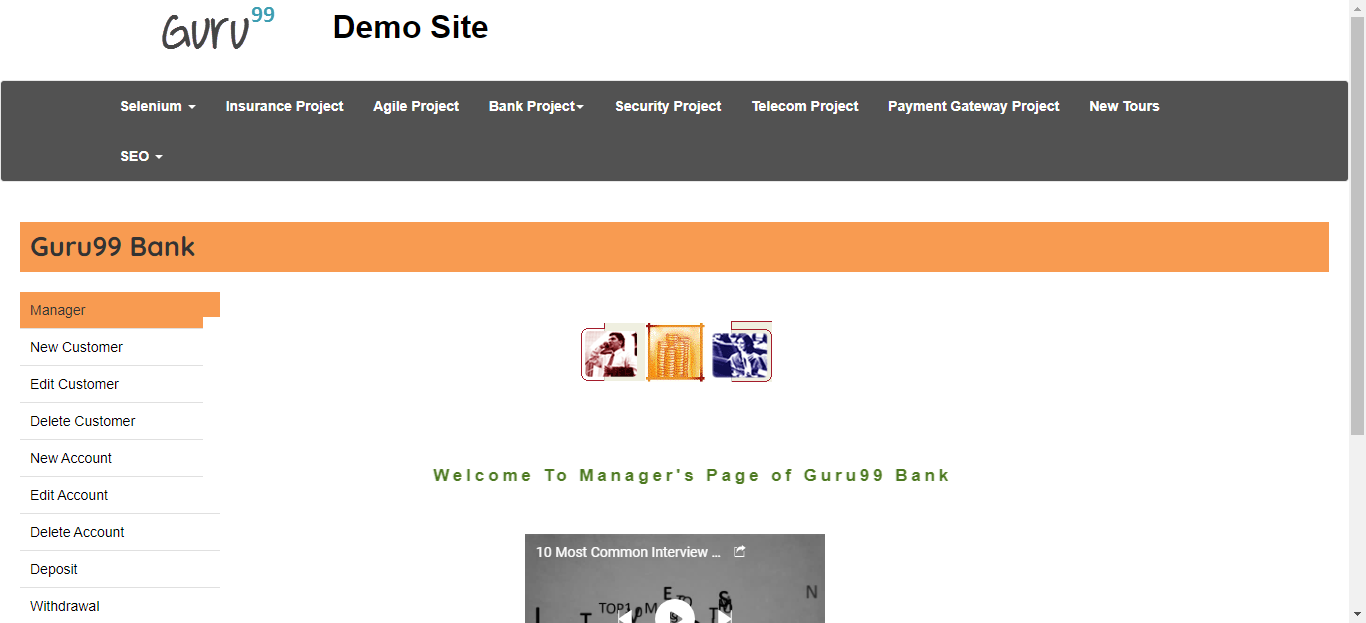 Guru99
Demo Site
Selenium
Insurance Project
Agile Project
Bank Project
Security Project
Telecom Project
Payment Gateway Project
New Tours
SEO
Guru99 Bank
Manager
New Customer
Edit Customer
Delete Customer
New Account
Edit Account
Delete Account
Deposit
Withdrawal
Welcome To Manager's Page of Guru99 Bank
10 Most Common Interview ...